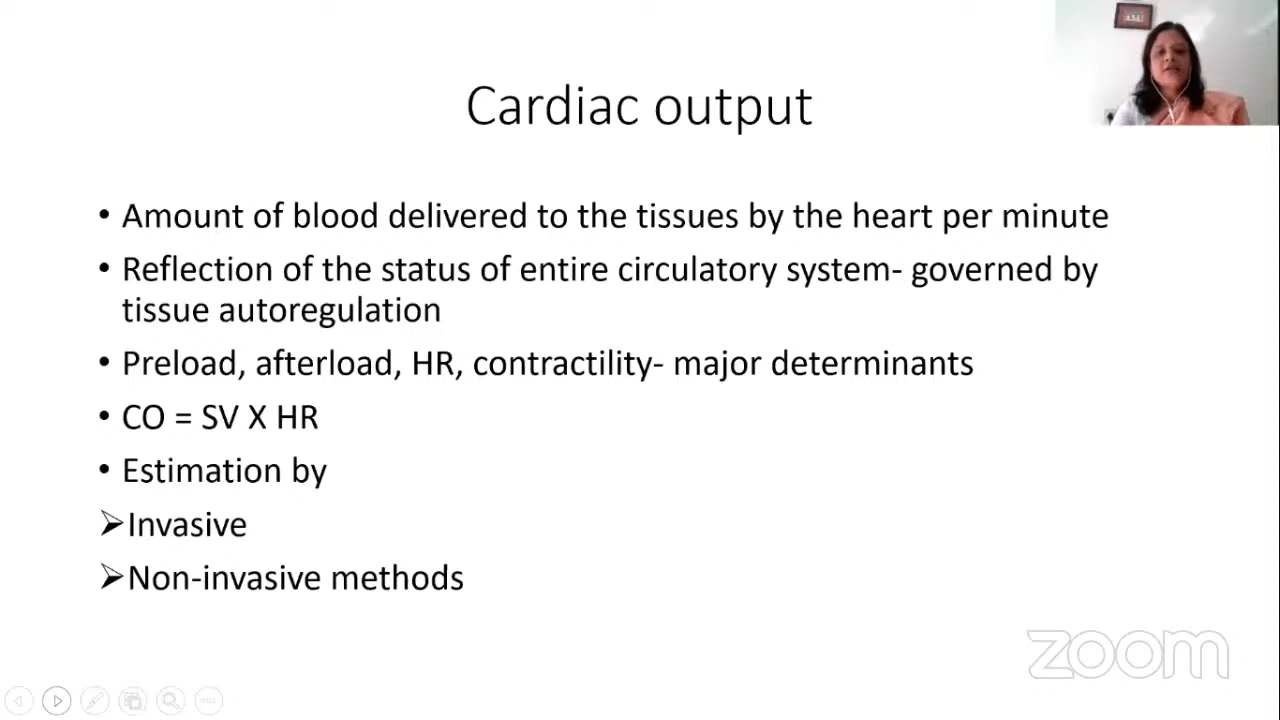 Cardiac output
• Amount of blood delivered to the tissues by the heart per minute
• Reflection of the status of entire circulatory system- governed by
tissue autoregulation
• Preload, afterload, HR, contractility- major determinants
• CO = SV X HR
• Estimation by
➢Invasive
➢Non-invasive methods
zoom